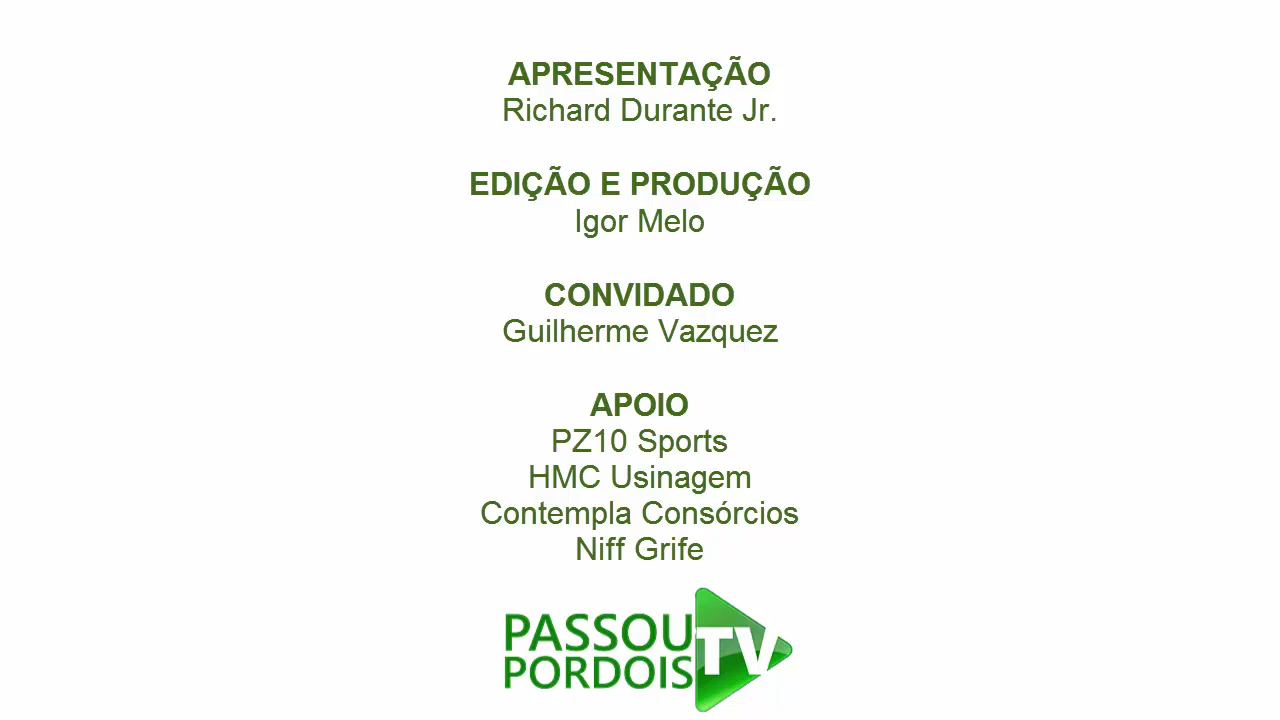 APRESENTAÇÃO
Richard Durante Jr.
EDIÇÃO E PRODUÇÃO
Igor Melo
CONVIDADO
Guilherme Vazquez
APOIO
PZ10 Sports
HMC Usinagem
Contempla Consórcios
Niff Grife
PASSOU
PORDOIS
TV